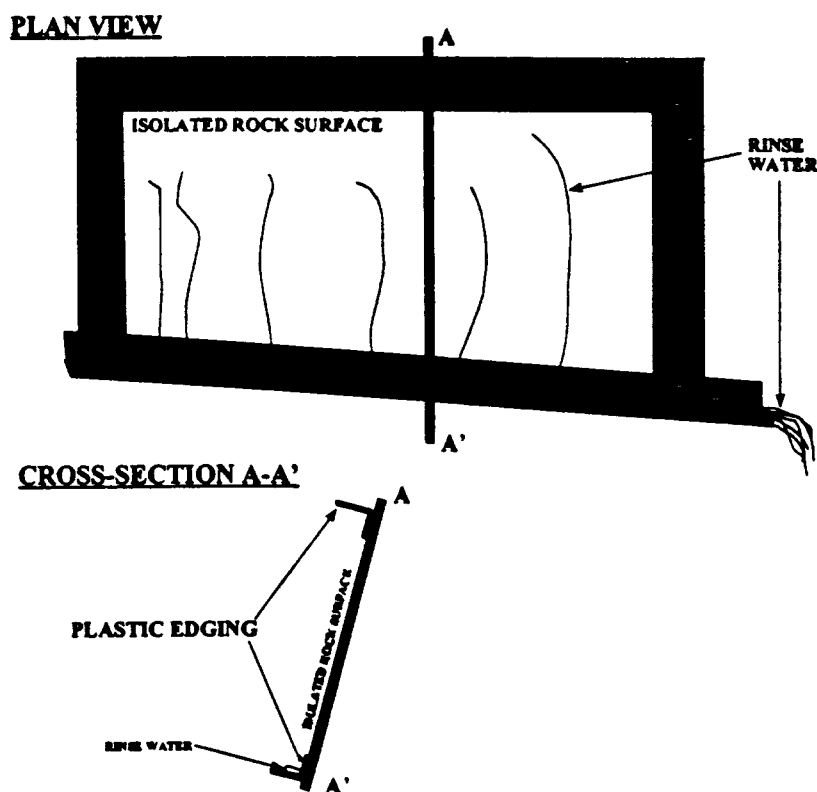 PLAN VIEW
A
ISOLATED ROCK SURFACE
RINSE
WATER
A'
CROSS-SECTION A-A'
A
PLASTIC EDGING
ISOLATED ROCK SURFACE
RINSE WATER
A'